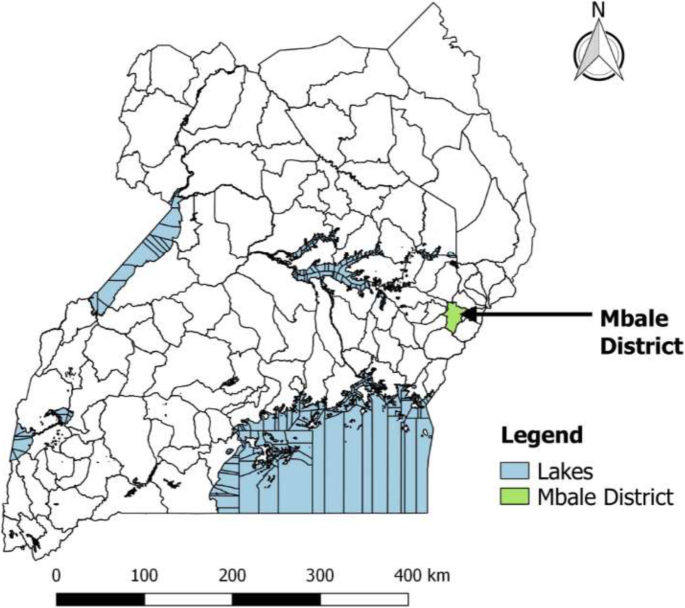 N
Mbale
District
Legend
Lakes
Mbale District
0 100 200 300 400 km